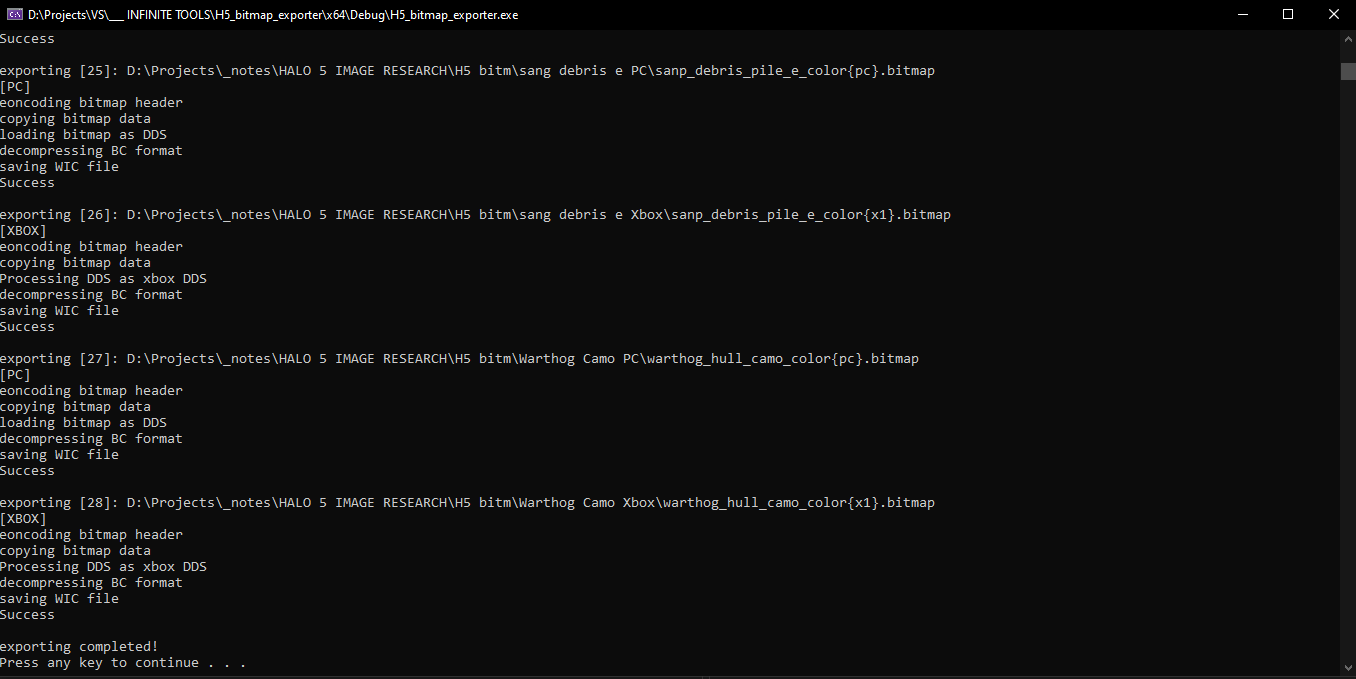 D:\Projects\VS\___ INFINITE TOOLS\H5_bitmap_exporter\x64\Debug\H5_bitmap_exporter.exe
Success
exporting [25]: D:\Projects\_notes\HALO 5 IMAGE RESEARCH\H5 bitm\sang debris e PC\sanp_debris_pile_e_color{pc}.bitmap
[PC]
eoncoding bitmap header
copying bitmap data
loading bitmap as DDS
decompressing BC format
saving WIC file
Success
exporting [26]: D:\Projects\_notes\HALO 5 IMAGE RESEARCH\H5 bitm\sang debris e Xbox\sanp_debris_pile_e_color{x1}.bitmap
[XBOX]
eoncoding bitmap header
copying bitmap data
Processing DDS as xbox DDS
decompressing BC format
saving WIC file
Success
exporting [27]: D:\Projects\_notes\HALO 5 IMAGE RESEARCH\H5 bitm\Warthog Camo PC\warthog_hull_camo_color{pc}.bitmap
[PC]
eoncoding bitmap header
copying bitmap data
loading bitmap as DDS
decompressing BC format
saving WIC file
Success
exporting [28]: D:\Projects\_notes\HALO 5 IMAGE RESEARCH\H5 bitm\Warthog Camo Xbox\warthog_hull_camo_color{x1}.bitmap
[XBOX]
eoncoding bitmap header
copying bitmap data
Processing DDS as xbox DDS
decompressing BC format
saving WIC file
Success
exporting completed!
Press any key to continue . . .